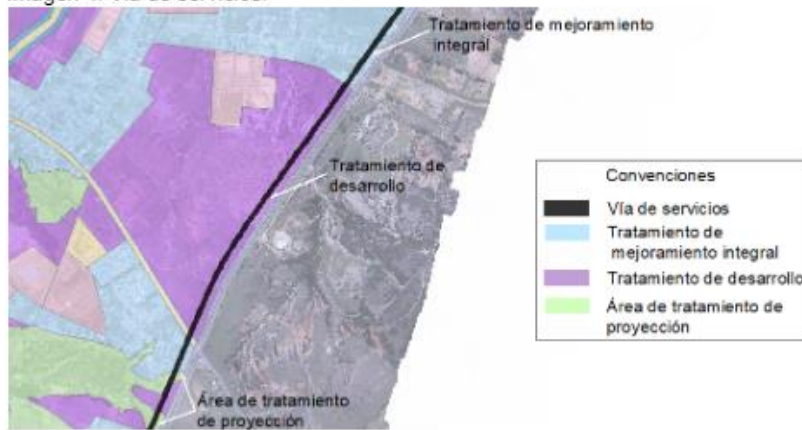 Tratamiento de mejoramiento
integral
Tratamiento de
desarrollo
Área de tratamiento
de proyección
Convenciones
Vía de servicios
Tratamiento de
mejoramiento integral
Tratamiento de desarrollo
Área de tratamiento de
proyección